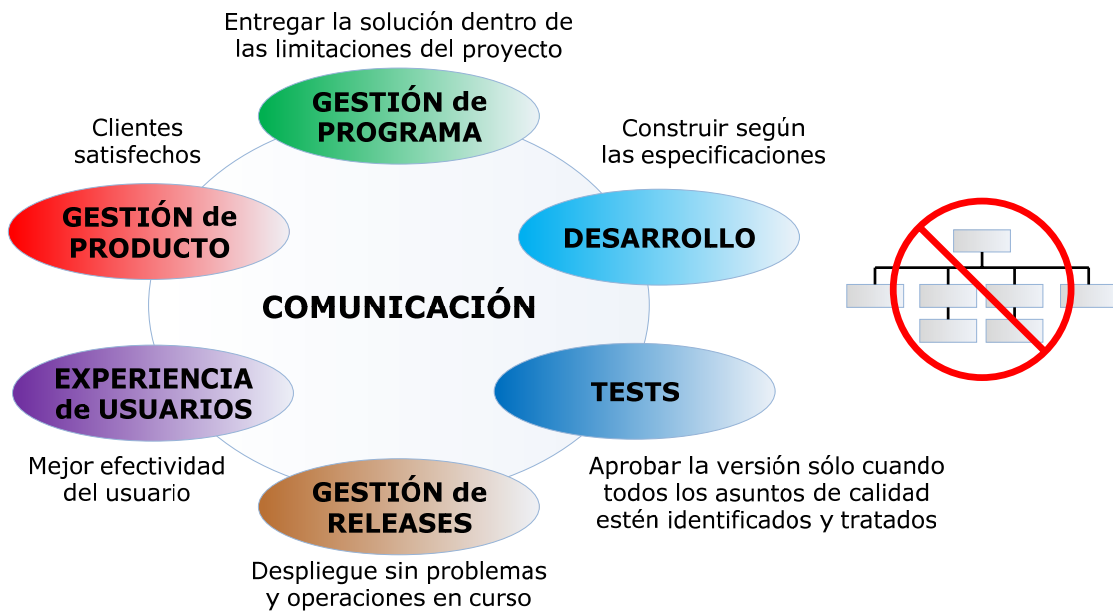 Entregar la solución dentro de
las limitaciones del proyecto
GESTIÓN de
PROGRAMA
Clientes
satisfechos
Construir según
las especificaciones
GESTIÓN de
PRODUCTO
DESARROLLO
COMUNICACIÓN
EXPERIENCIA
de USUARIOS
TESTS
Mejor efectividad
del usuario
Aprobar la versión sólo cuando
todos los asuntos de calidad
estén identificados y tratados
GESTIÓN de
RELEASES
Despliegue sin problemas
y operaciones en curso